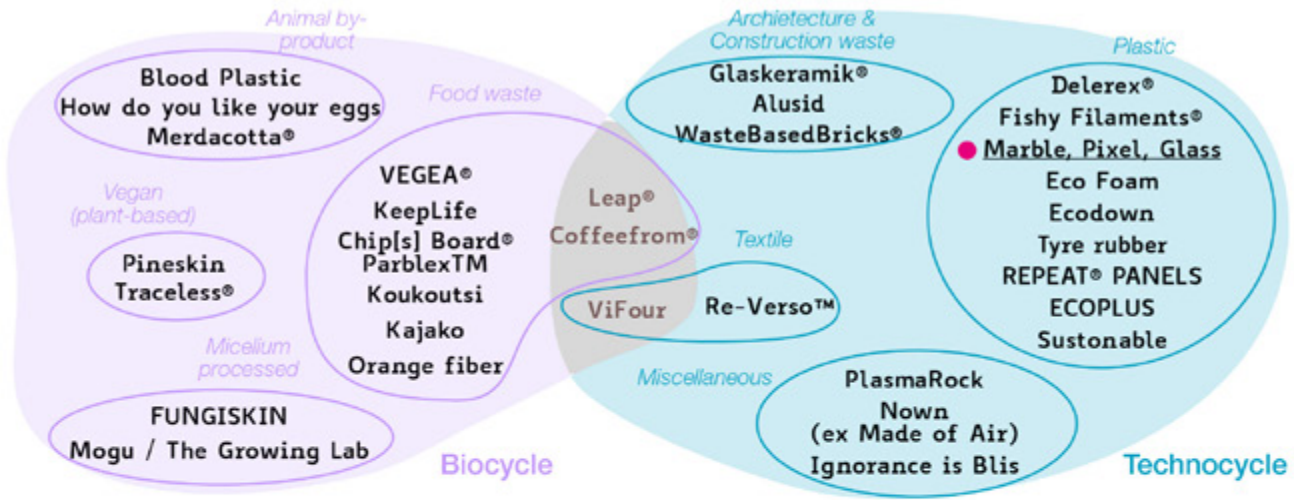 Animal by-
product
Blood Plastic
How do you like your eggs
Merdacotta®
Food waste
VEGEA®
KeepLife
Chip[s] Board®
ParblexTM
Koukoutsi
Kajako
Orange fiber
Vegan
(plant-based)
Pineskin
Traceless®
Micelium
processed
FUNGISKIN
Mogu / The Growing Lab
Biocycle
Leap®
Coffeefrom®
ViFour
Archietecture &
Construction waste
Glaskeramik®
Alusid
WasteBasedBricks®
Textile
Re-Verso™
Plastic
Delerex®
Fishy Filaments®
Marble, Pixel, Glass
Eco Foam
Ecodown
Tyre rubber
REPEAT® PANELS
ECOPLUS
Sustonable
Miscellaneous
PlasmaRock
Nown
(ex Made of Air)
Ignorance is Blis
Technocycle